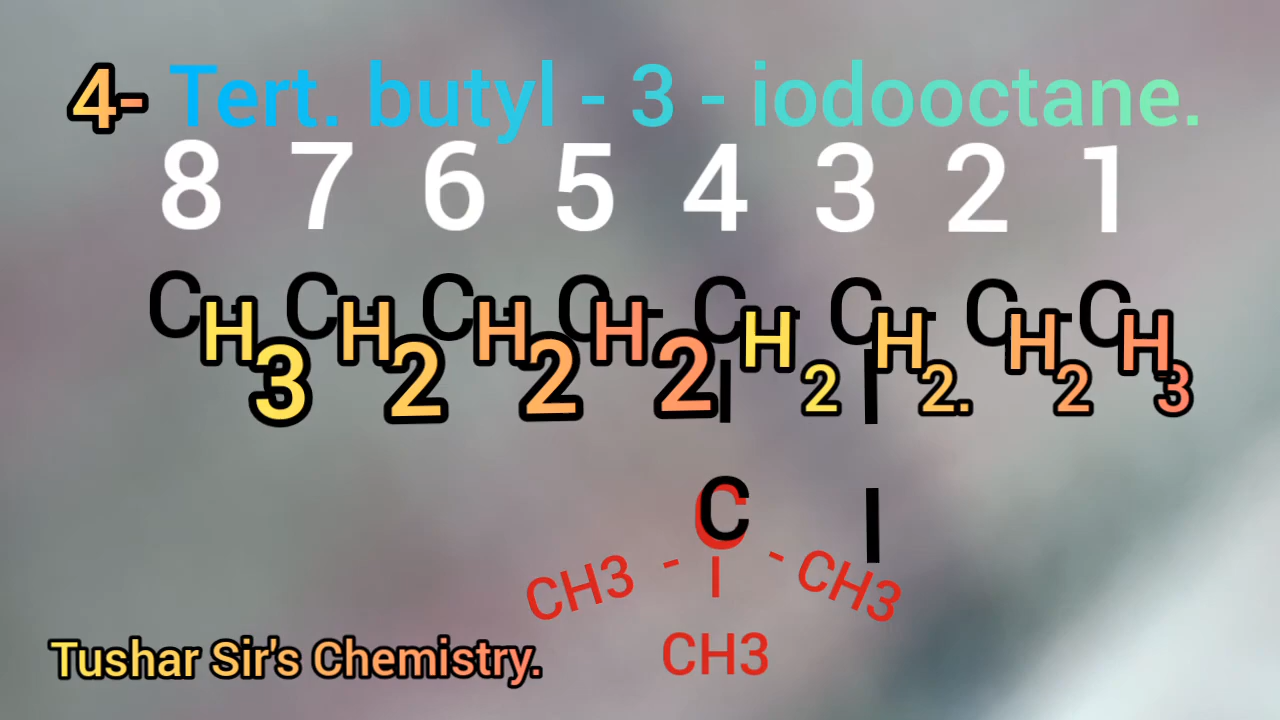 4- Tert. butyl - 3 - iodooctane.
8 7 6 5 4 3 2 1
CH3-CH2-CH2-CH2-CH2-CH2.-CH2-CH3
| |
C I
CH3 - | - CH3
CH3
Tushar Sir's Chemistry.